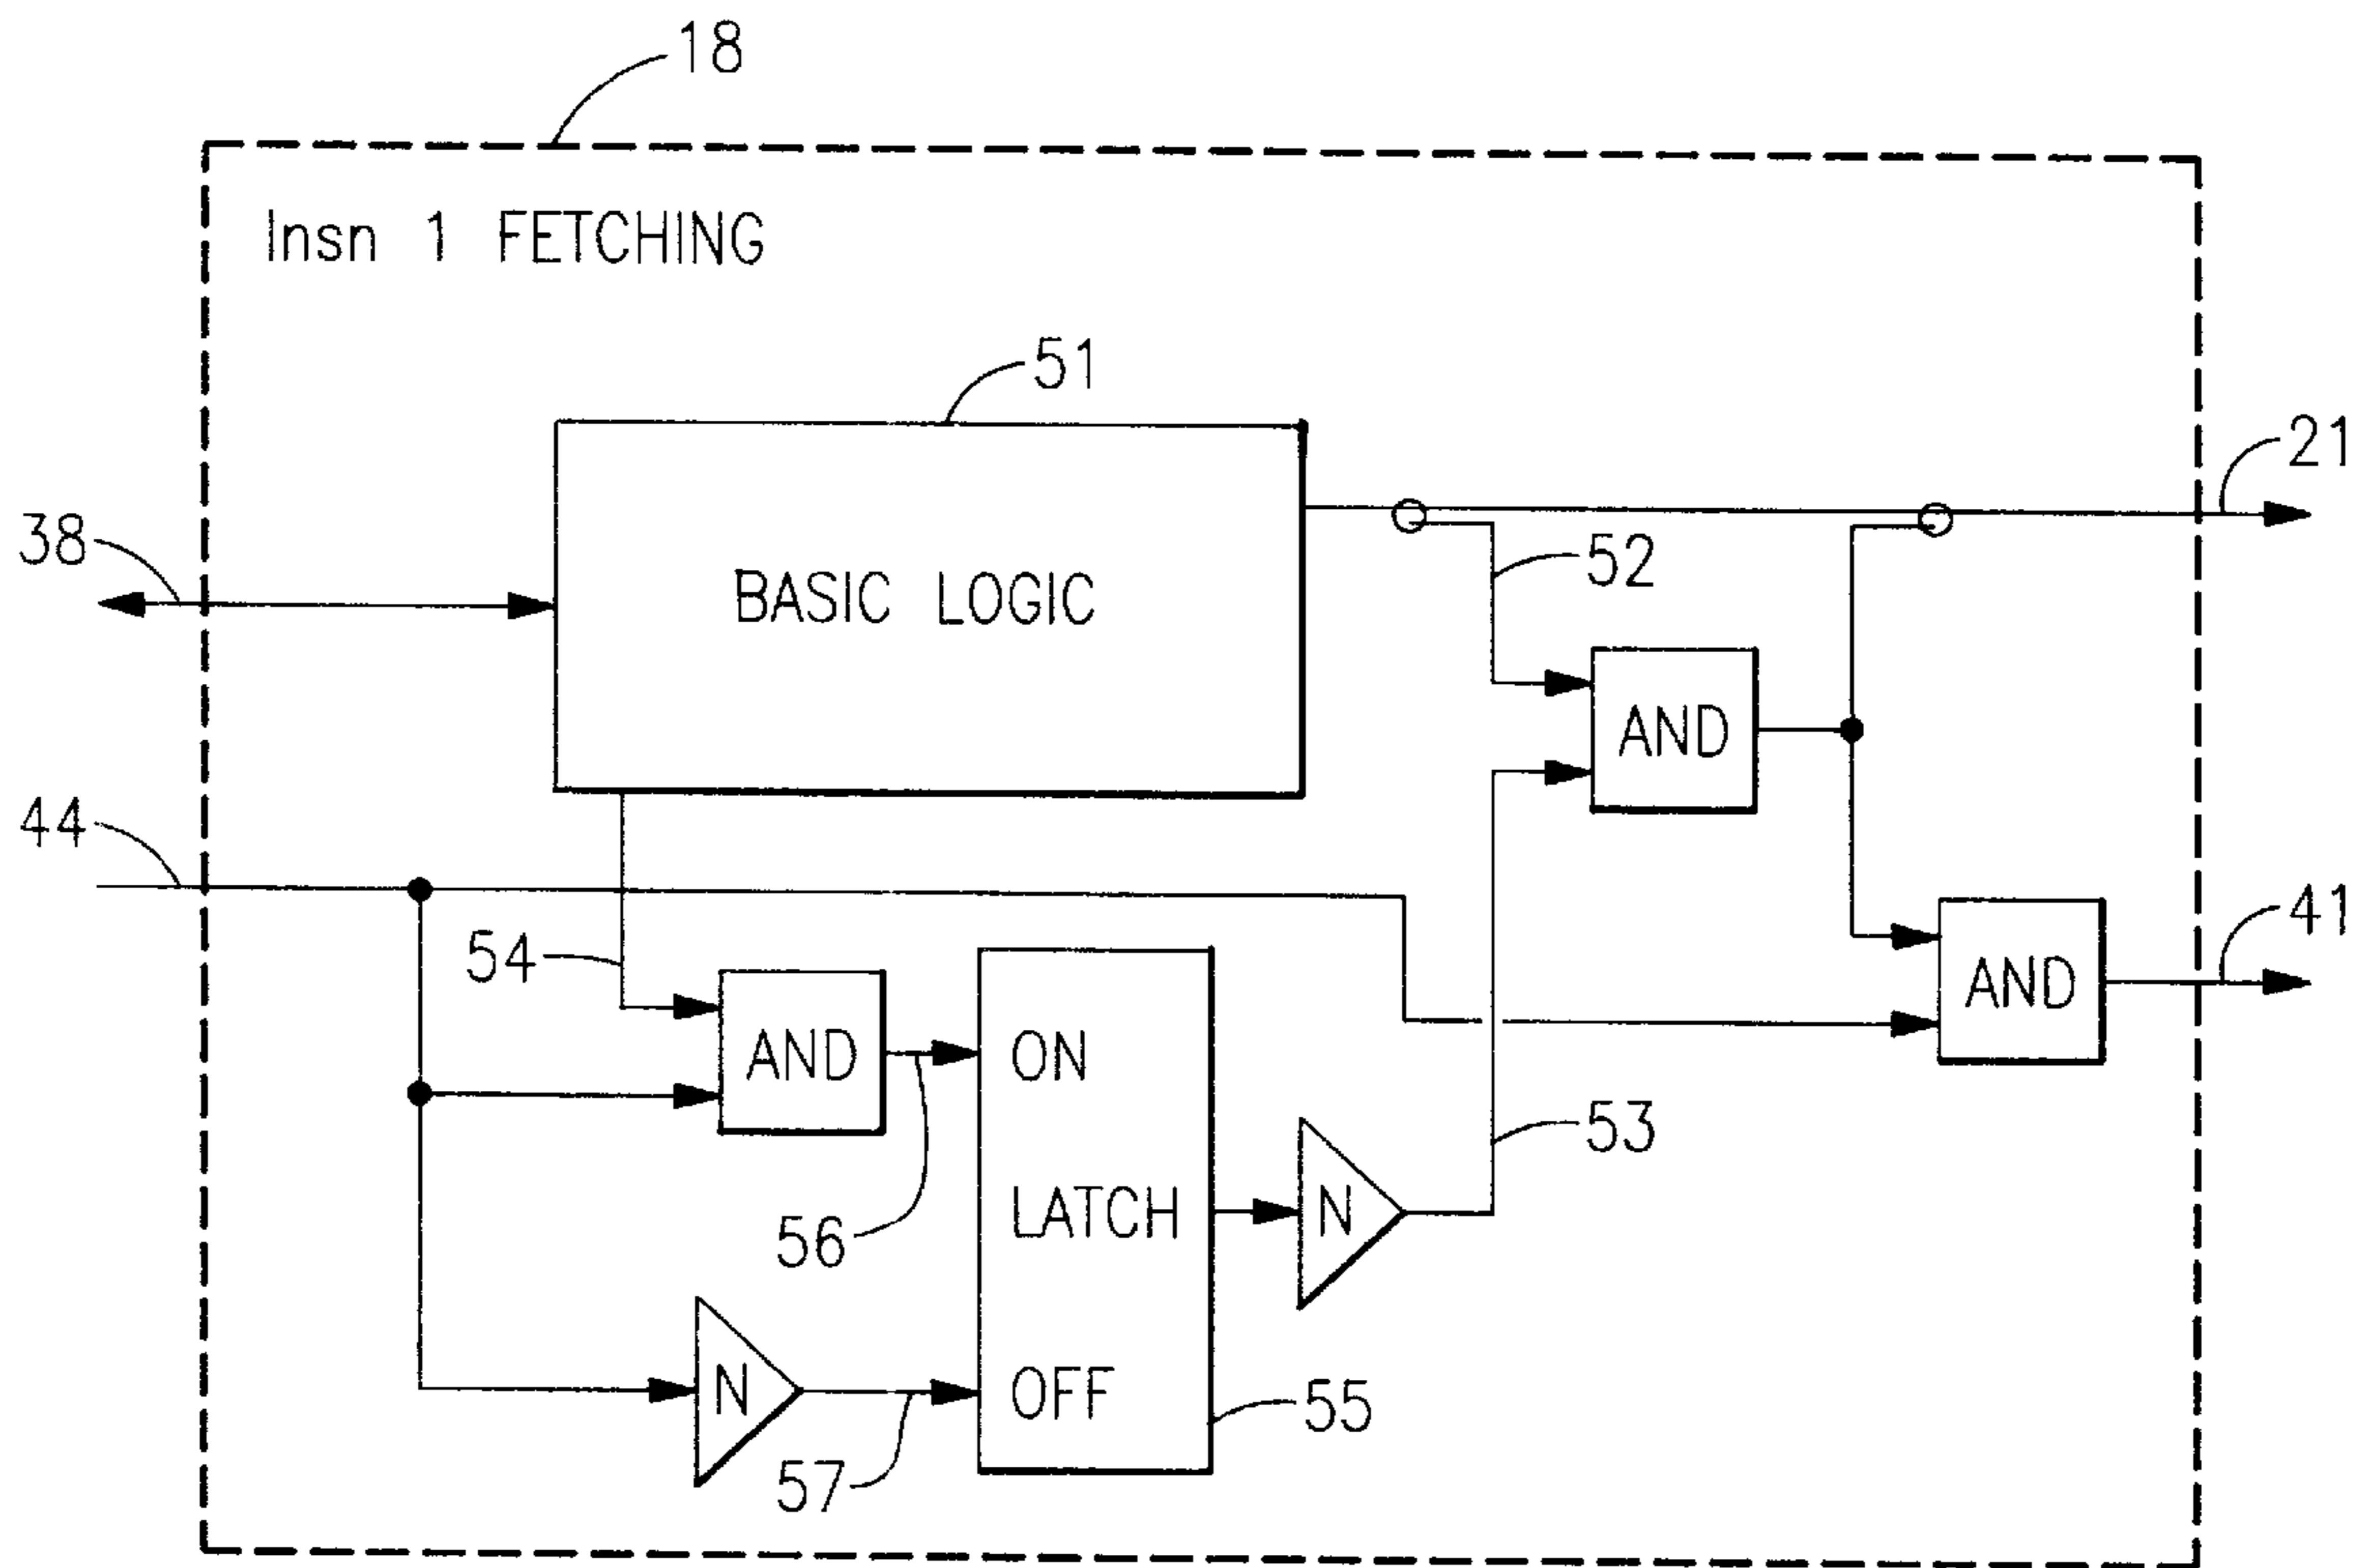 18
Insn 1 FETCHING
51
21
38
BASIC LOGIC
52
AND
44
41
54
AND
AND
ON
53
LATCH
N
56
OFF
N
55
57